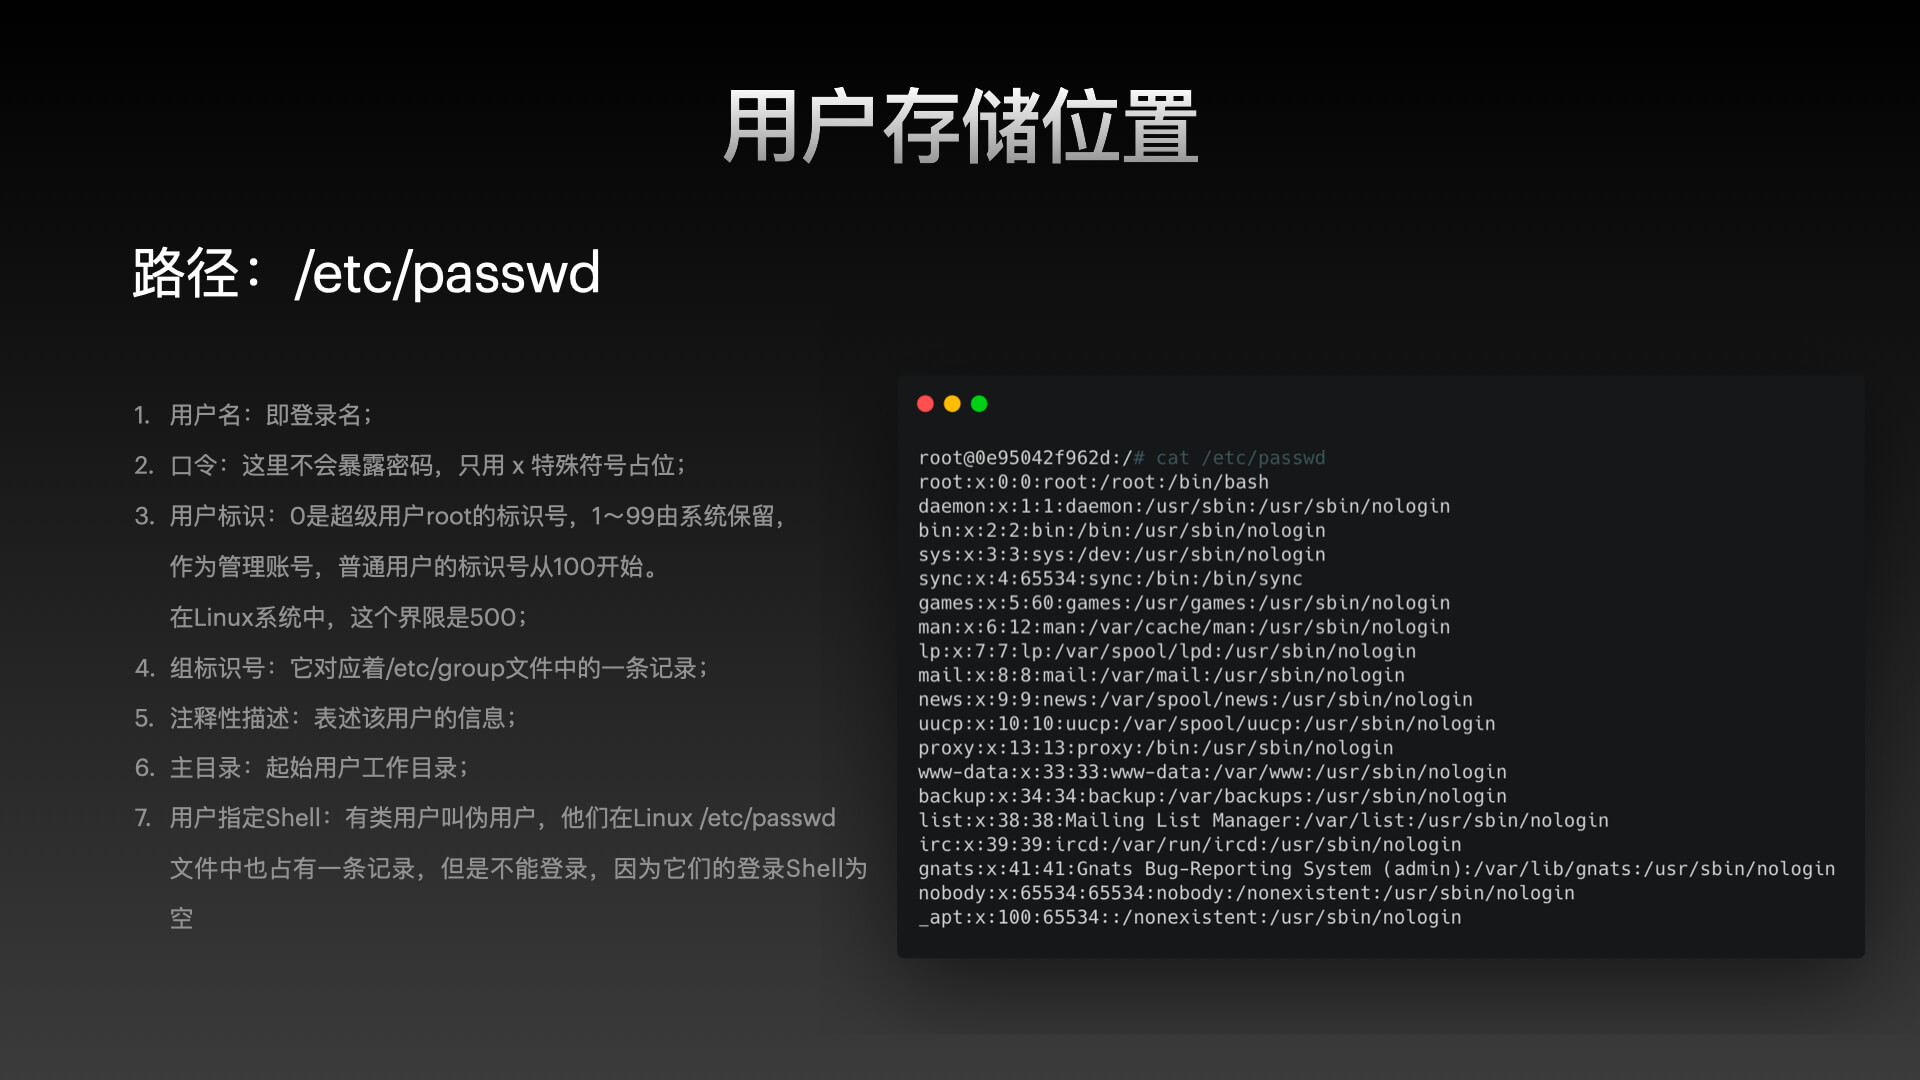 用户存储位置
路径：/etc/passwd
1. 用户名：即登录名；
2. 口令：这里不会暴露密码，只用 x 特殊符号占位；
3. 用户标识：0是超级用户root的标识号，1～99由系统保留，
作为管理账号，普通用户的标识号从100开始。
在Linux系统中，这个界限是500；
4. 组标识号：它对应着/etc/group文件中的一条记录；
5. 注释性描述：表述该用户的信息；
6. 主目录：起始用户工作目录；
7. 用户指定Shell：有类用户叫伪用户，他们在Linux /etc/passwd
文件中也占有一条记录，但是不能登录，因为它们的登录Shell为
空
root@0e95042f962d:/# cat /etc/passwd
root:x:0:0:root:/root:/bin/bash
daemon:x:1:1:daemon:/usr/sbin:/usr/sbin/nologin
bin:x:2:2:bin:/bin:/usr/sbin/nologin
sys:x:3:3:sys:/dev:/usr/sbin/nologin
sync:x:4:65534:sync:/bin:/bin/sync
games:x:5:60:games:/usr/games:/usr/sbin/nologin
man:x:6:12:man:/var/cache/man:/usr/sbin/nologin
lp:x:7:7:lp:/var/spool/lpd:/usr/sbin/nologin
mail:x:8:8:mail:/var/mail:/usr/sbin/nologin
news:x:9:9:news:/var/spool/news:/usr/sbin/nologin
uucp:x:10:10:uucp:/var/spool/uucp:/usr/sbin/nologin
proxy:x:13:13:proxy:/bin:/usr/sbin/nologin
www-data:x:33:33:www-data:/var/www:/usr/sbin/nologin
backup:x:34:34:backup:/var/backups:/usr/sbin/nologin
list:x:38:38:Mailing List Manager:/var/list:/usr/sbin/nologin
irc:x:39:39:ircd:/var/run/ircd:/usr/sbin/nologin
gnats:x:41:41:Gnats Bug-Reporting System (admin):/var/lib/gnats:/usr/sbin/nologin
nobody:x:65534:65534:nobody:/nonexistent:/usr/sbin/nologin
_apt:x:100:65534::/nonexistent:/usr/sbin/nologin